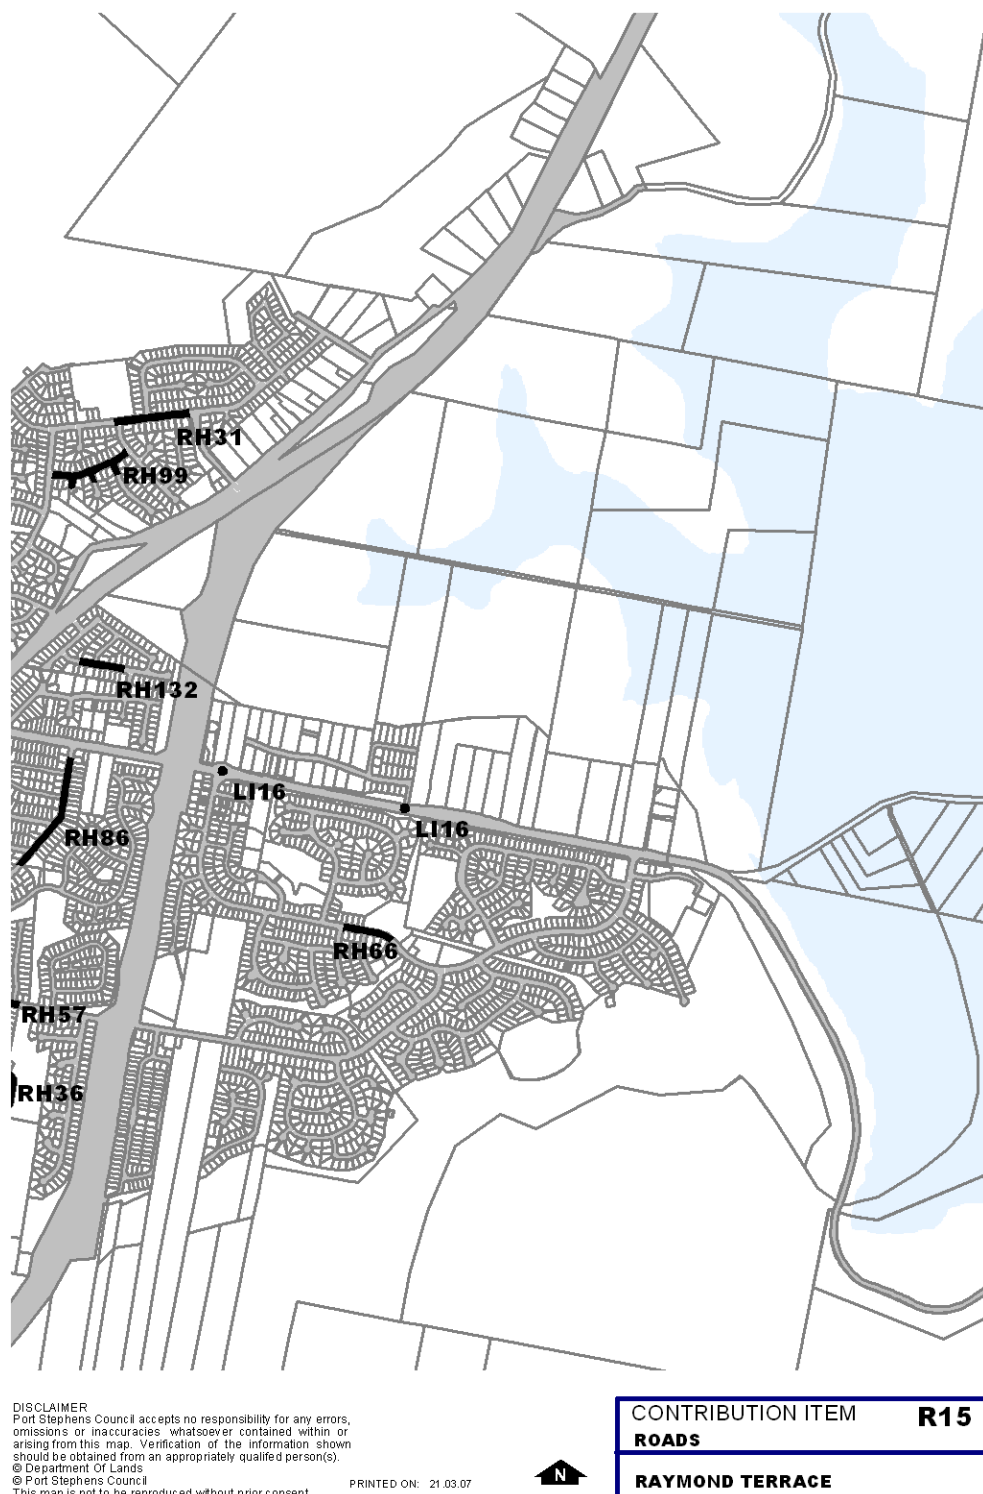 RH31
RH99
RH132
LI16
LI16
RH86
RH66
RH57
RH36
DISCLAIMER
Port Stephens Council accepts no responsibility for any errors,
omissions or inaccuracies whatsoever contained within or
arising from this map. Verification of the information shown
should be obtained from an appropriately qualifed person(s).
© Department Of Lands
© Port Stephens Council
This map is not to be reproduced without prior consent
PRINTED ON: 21.03.07
N
CONTRIBUTION ITEM R15
ROADS
RAYMOND TERRACE